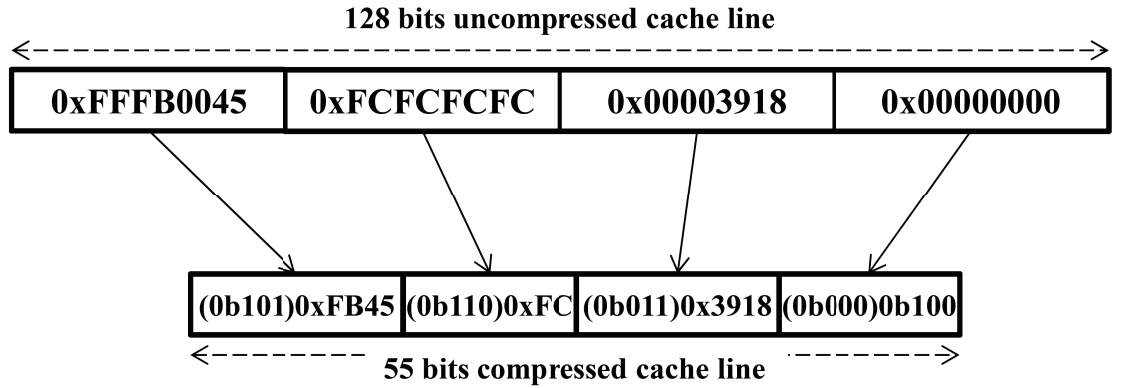 128 bits uncompressed cache line
0xFFFB0045 0xFCFCFCFC 0x00003918 0x00000000
(0b101)0xFB45 (0b110)0xFC (0b011)0x3918 (0b000)0b100
55 bits compressed cache line